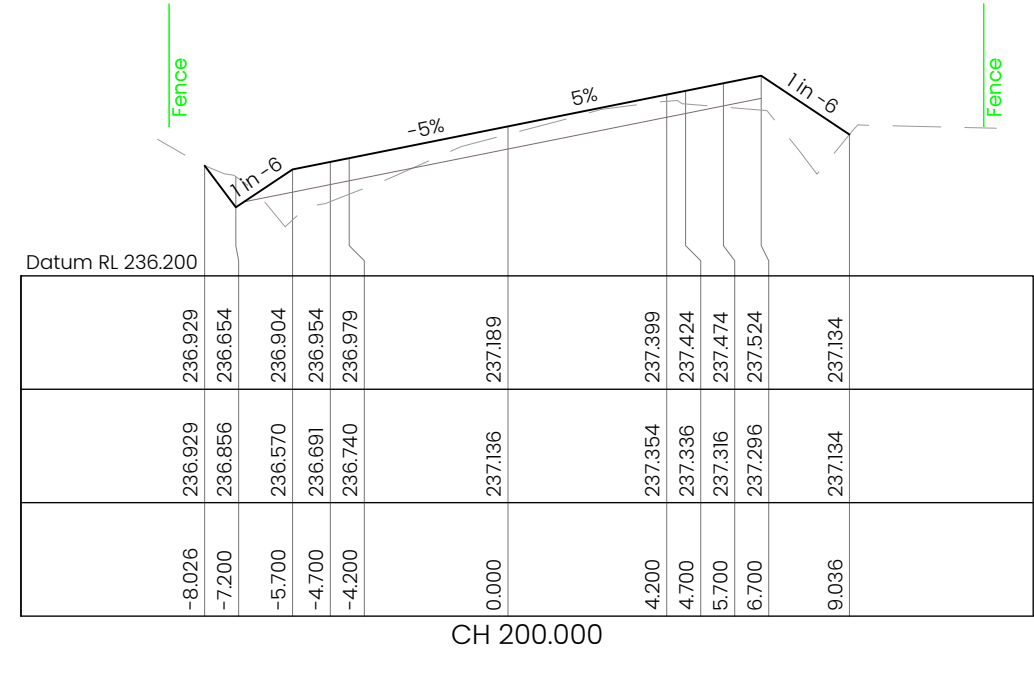 Fence
Fence
1 in -6
5%
-5%
1 in -6
Datum RL 236.200
236.929 236.654 236.904 236.954 236.979 237.189 237.399 237.424 237.474 237.524 237.134
236.929 236.856 236.570 236.691 236.740 237.136 237.354 237.336 237.316 237.296 237.134
-8.026 -7.200 -5.700 -4.700 -4.200 0.000 4.200 4.700 5.700 6.700 9.036
CH 200.000